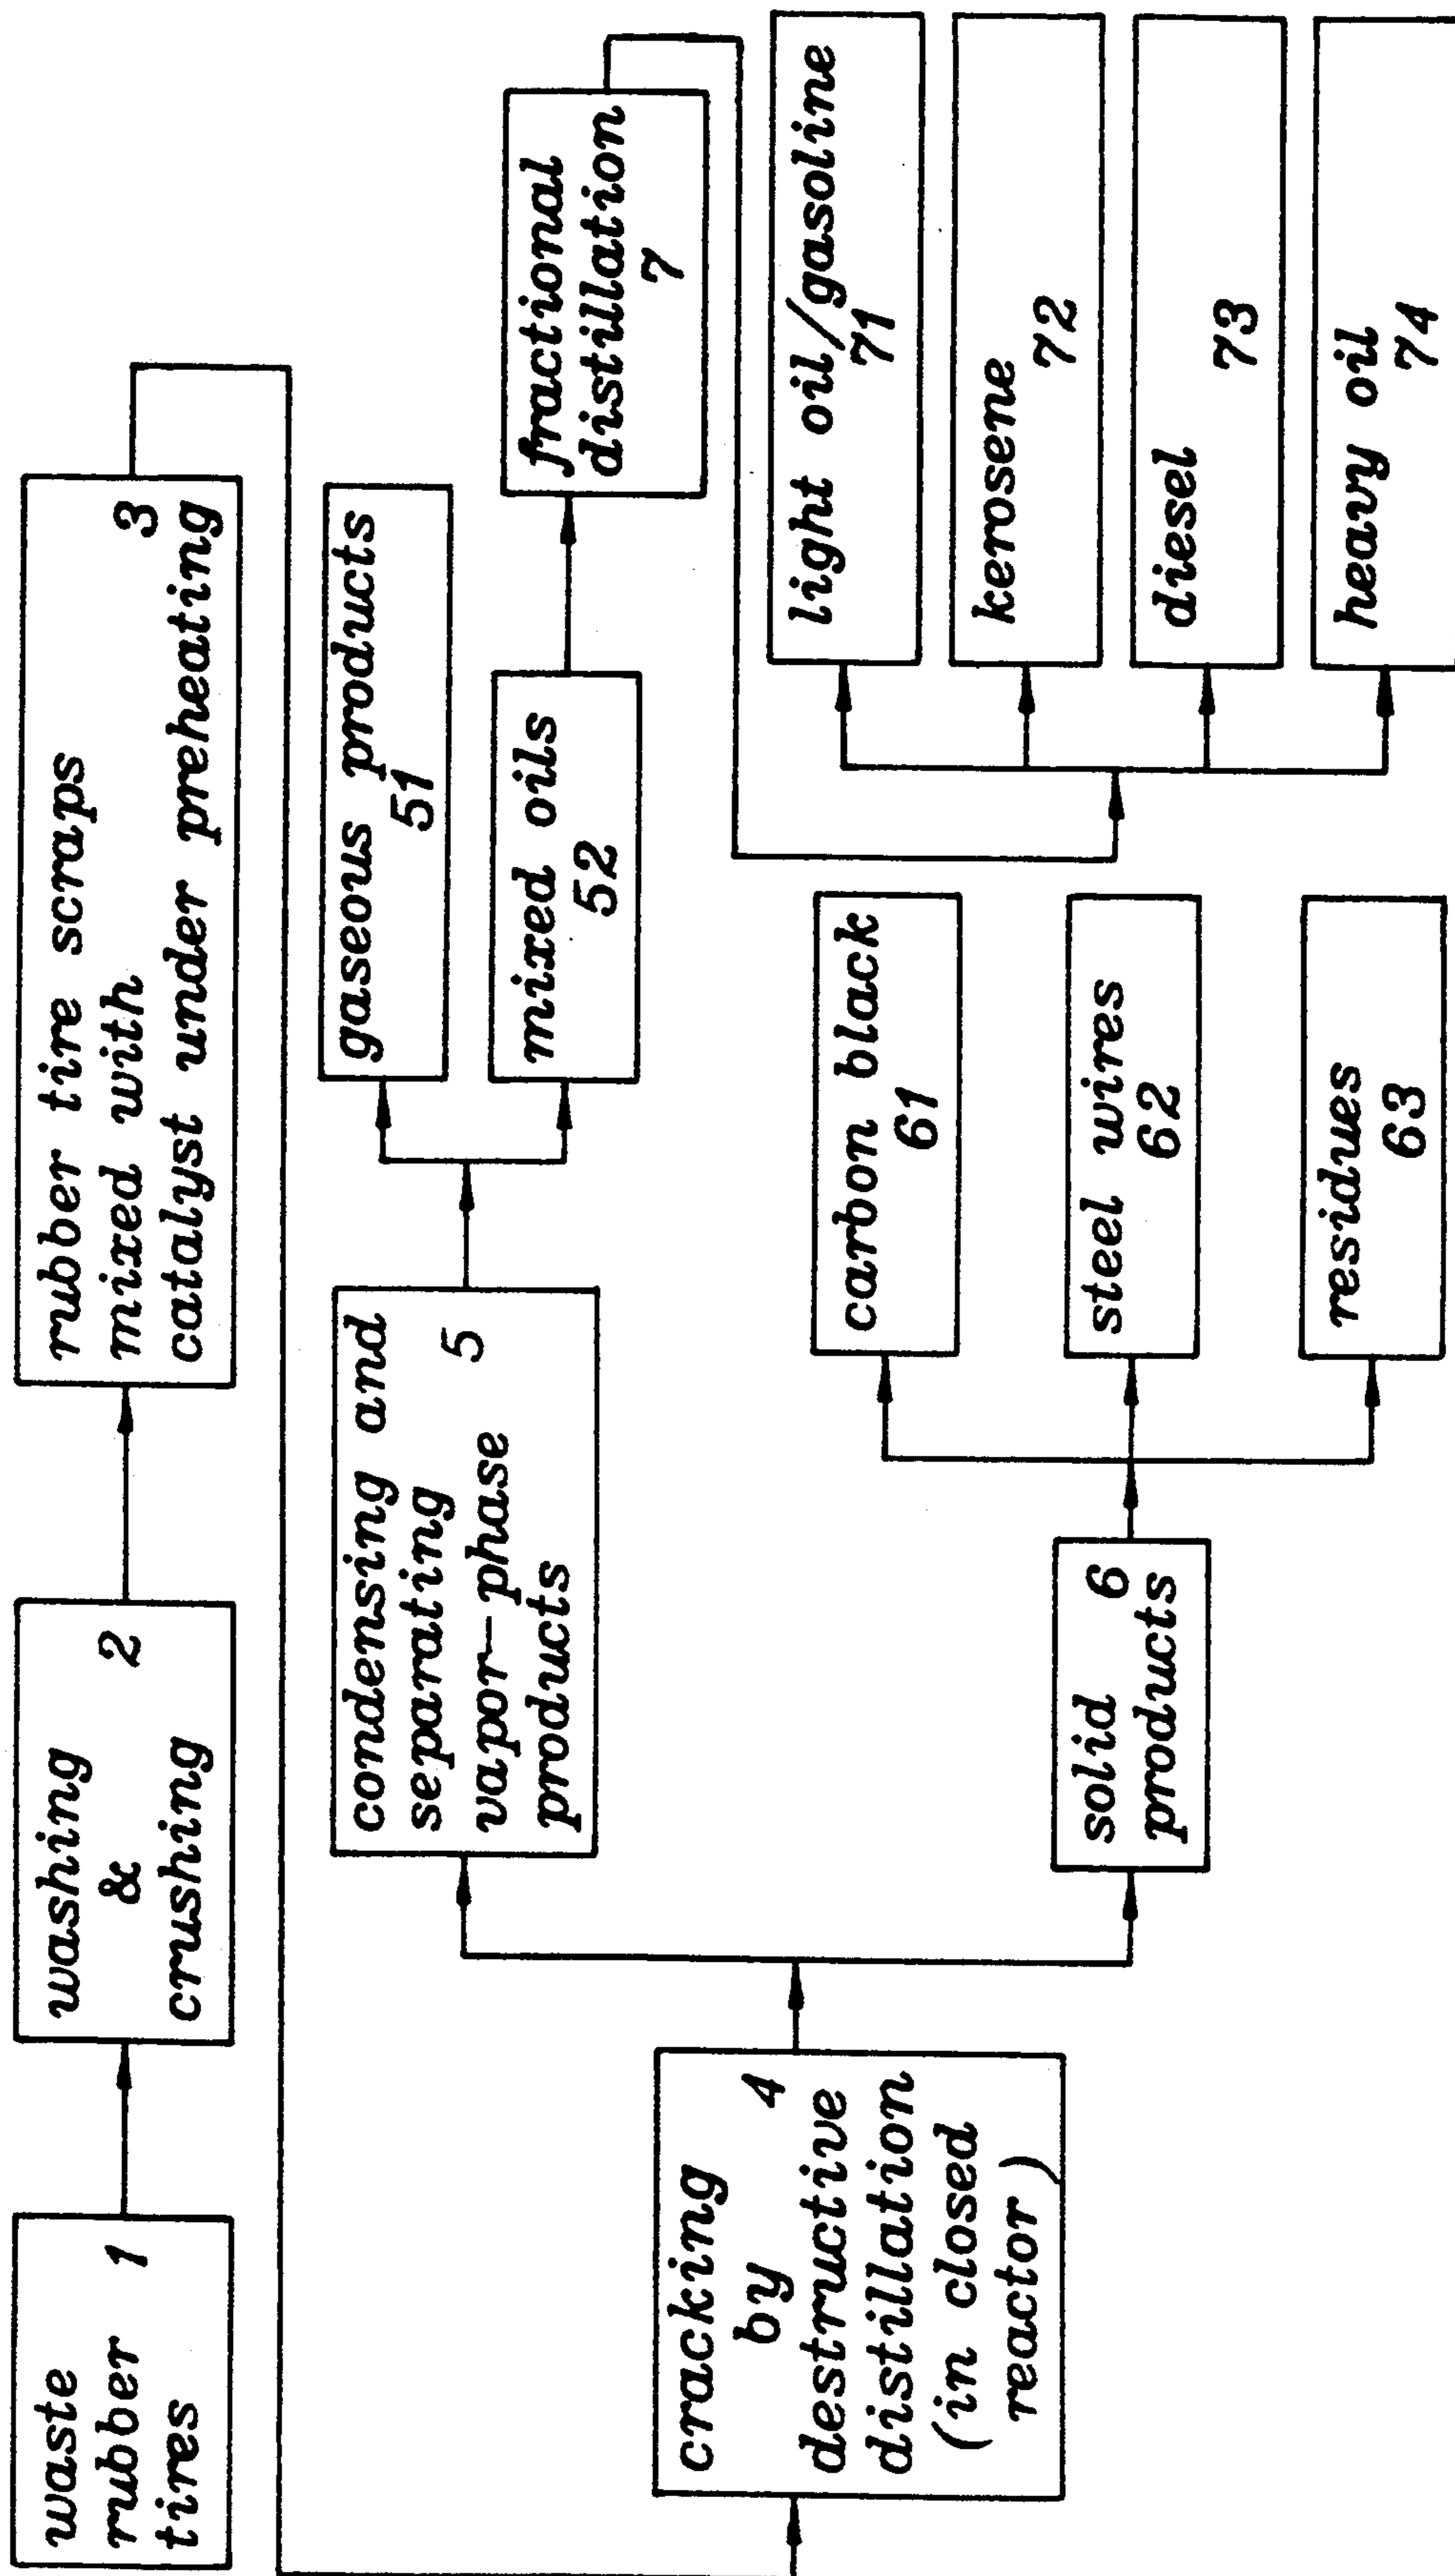 waste
rubber
tires 1
washing
& 2
crushing
rubber tire scraps
mixed with 3
catalyst under preheating
cracking
by 4
destructive
distillation
(in closed
reactor)
condensing and
separating 5
vapor-phase
products
gaseous products
51
mixed oils
52
fractional
distillation
7
solid 6
products
carbon black
61
steel wires
62
residues
63
light oil/gasoline
71
kerosene
72
diesel
73
heavy oil
74